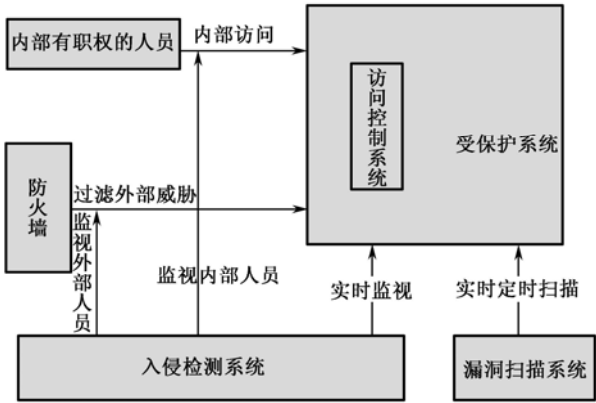 内部有职权的人员
内部访问
访问控制系统
受保护系统
防火墙
过滤外部威胁
监视外部人员
监视内部人员
实时监视
实时定时扫描
入侵检测系统
漏洞扫描系统